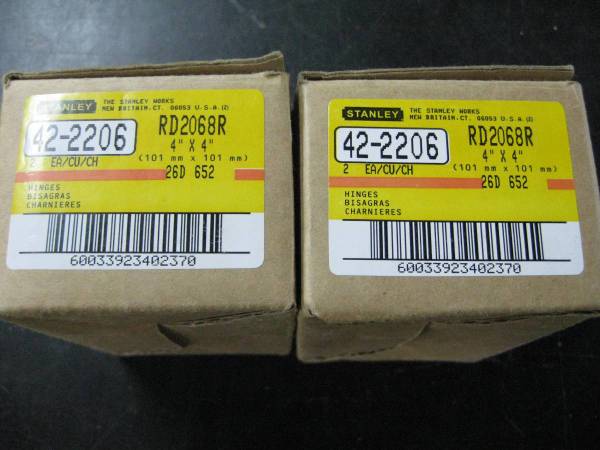 STANLEY
THE STANLEY WORKS
NEW BRITAIN.CT. 06053 U.S.A.(2)
42-2206
RD2068R
4" X 4"
2 EA/CU/CH
(101 mm x 101 mm)
26D 652
HINGES
BISAGRAS
CHARNIERES
60033923402370
STANLEY
THE STANLEY WORKS
NEW BRITAIN.CT. 06053 U.S.A.(2)
42-2206
RD2068R
4" X 4"
2 EA/CU/CH
(101 mm x 101 mm)
26D 652
HINGES
BISAGRAS
CHARNIERES
60033923402370